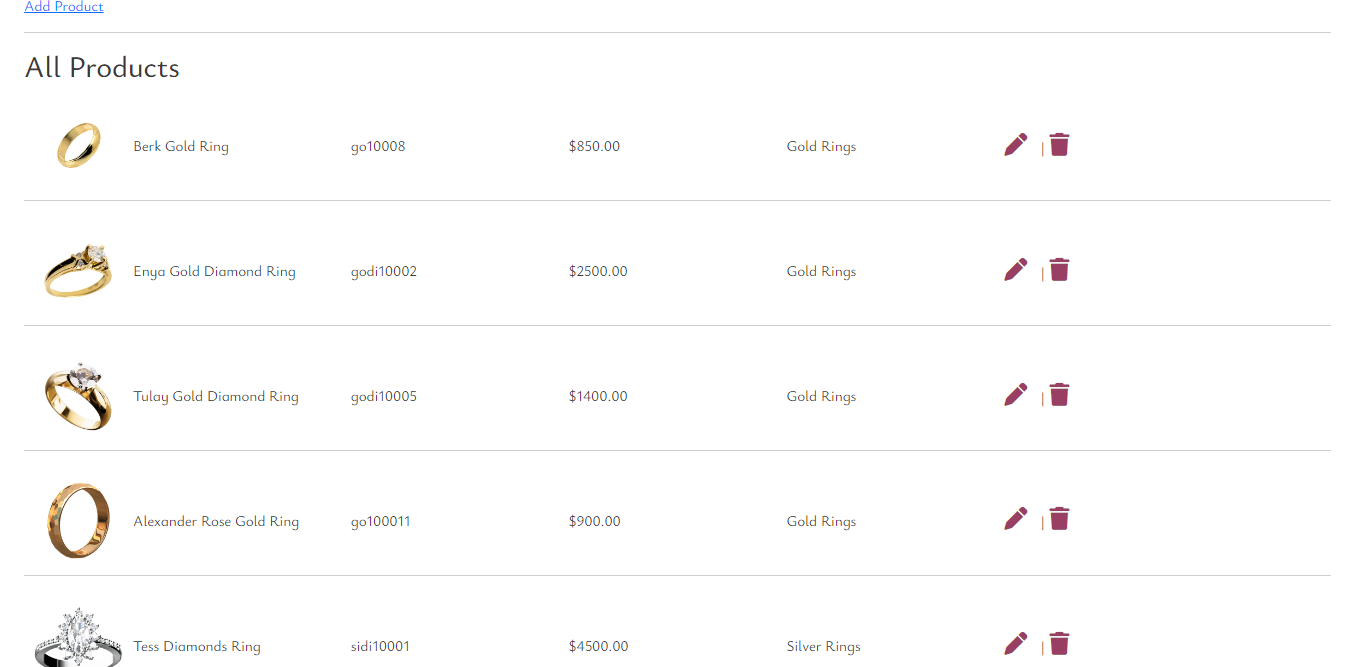 Add Product
All Products
Berk Gold Ring go10008 $850.00 Gold Rings |
Enya Gold Diamond Ring godi10002 $2500.00 Gold Rings |
Tulay Gold Diamond Ring godi10005 $1400.00 Gold Rings |
Alexander Rose Gold Ring go100011 $900.00 Gold Rings |
Tess Diamonds Ring sidi10001 $4500.00 Silver Rings |